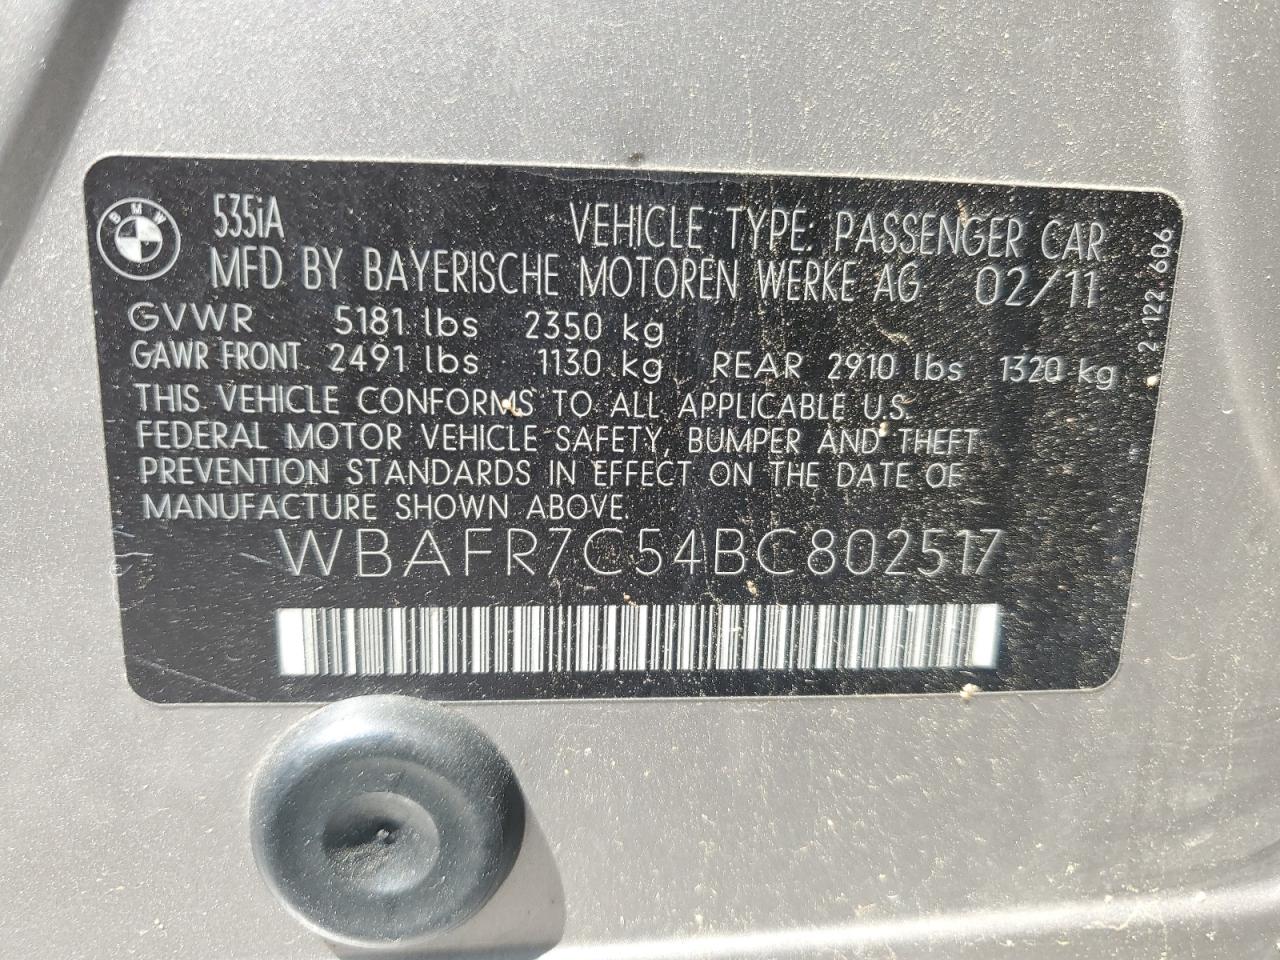 BMW
535iA VEHICLE TYPE: PASSENGER CAR
MFD BY BAYERISCHE MOTOREN WERKE AG 02/11
GVWR 5181 lbs 2350 kg
GAWR FRONT 2491 lbs 1130 kg REAR 2910 lbs 1320 kg
THIS VEHICLE CONFORMS TO ALL APPLICABLE U.S.
FEDERAL MOTOR VEHICLE SAFETY, BUMPER AND THEFT
PREVENTION STANDARDS IN EFFECT ON THE DATE OF
MANUFACTURE SHOWN ABOVE.
WBAFR7C54BC802517
2 122 606